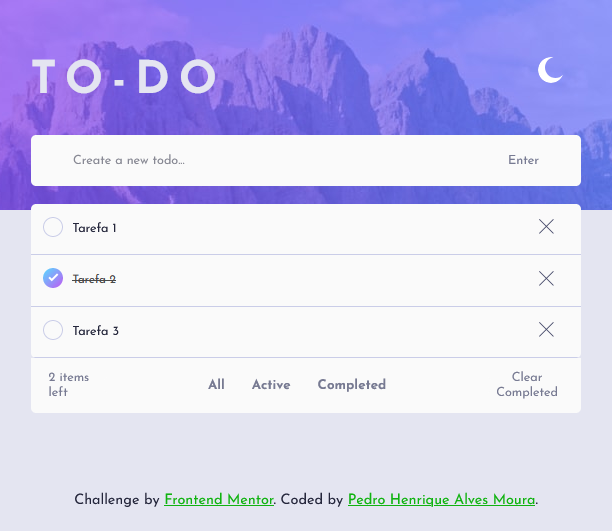 TO-DO
Create a new todo...
Enter
Tarefa 1
Tarefa 2
Tarefa 3
2 items
left
All
Active
Completed
Clear
Completed
Challenge by Frontend Mentor. Coded by Pedro Henrique Alves Moura.